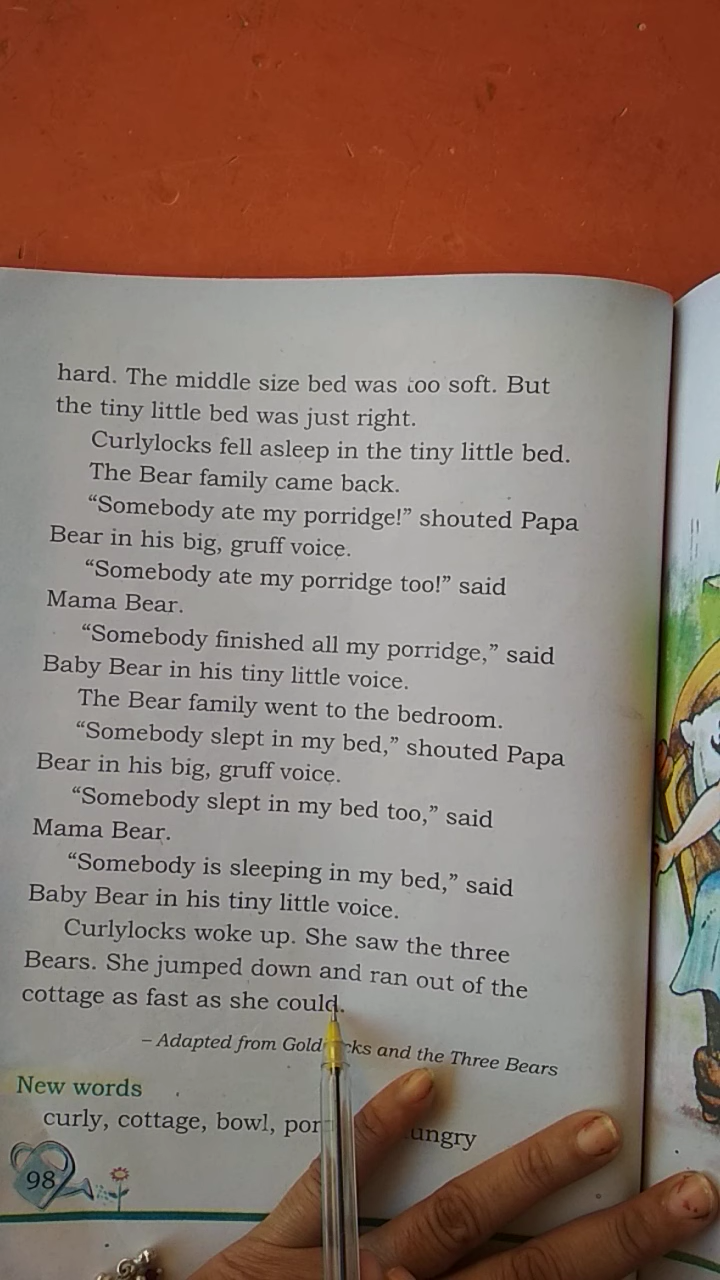 hard. The middle size bed was too soft. But
the tiny little bed was just right.
Curlylocks fell asleep in the tiny little bed.
The Bear family came back.
“Somebody ate my porridge!” shouted Papa
Bear in his big, gruff voice.
“Somebody ate my porridge too!” said
Mama Bear.
“Somebody finished all my porridge,” said
Baby Bear in his tiny little voice.
The Bear family went to the bedroom.
“Somebody slept in my bed,” shouted Papa
Bear in his big, gruff voice.
“Somebody slept in my bed too,” said
Mama Bear.
“Somebody is sleeping in my bed,” said
Baby Bear in his tiny little voice.
Curlylocks woke up. She saw the three
Bears. She jumped down and ran out of the
cottage as fast as she could.
– Adapted from and the Three Bears
New words
curly, cottage, bowl,
98